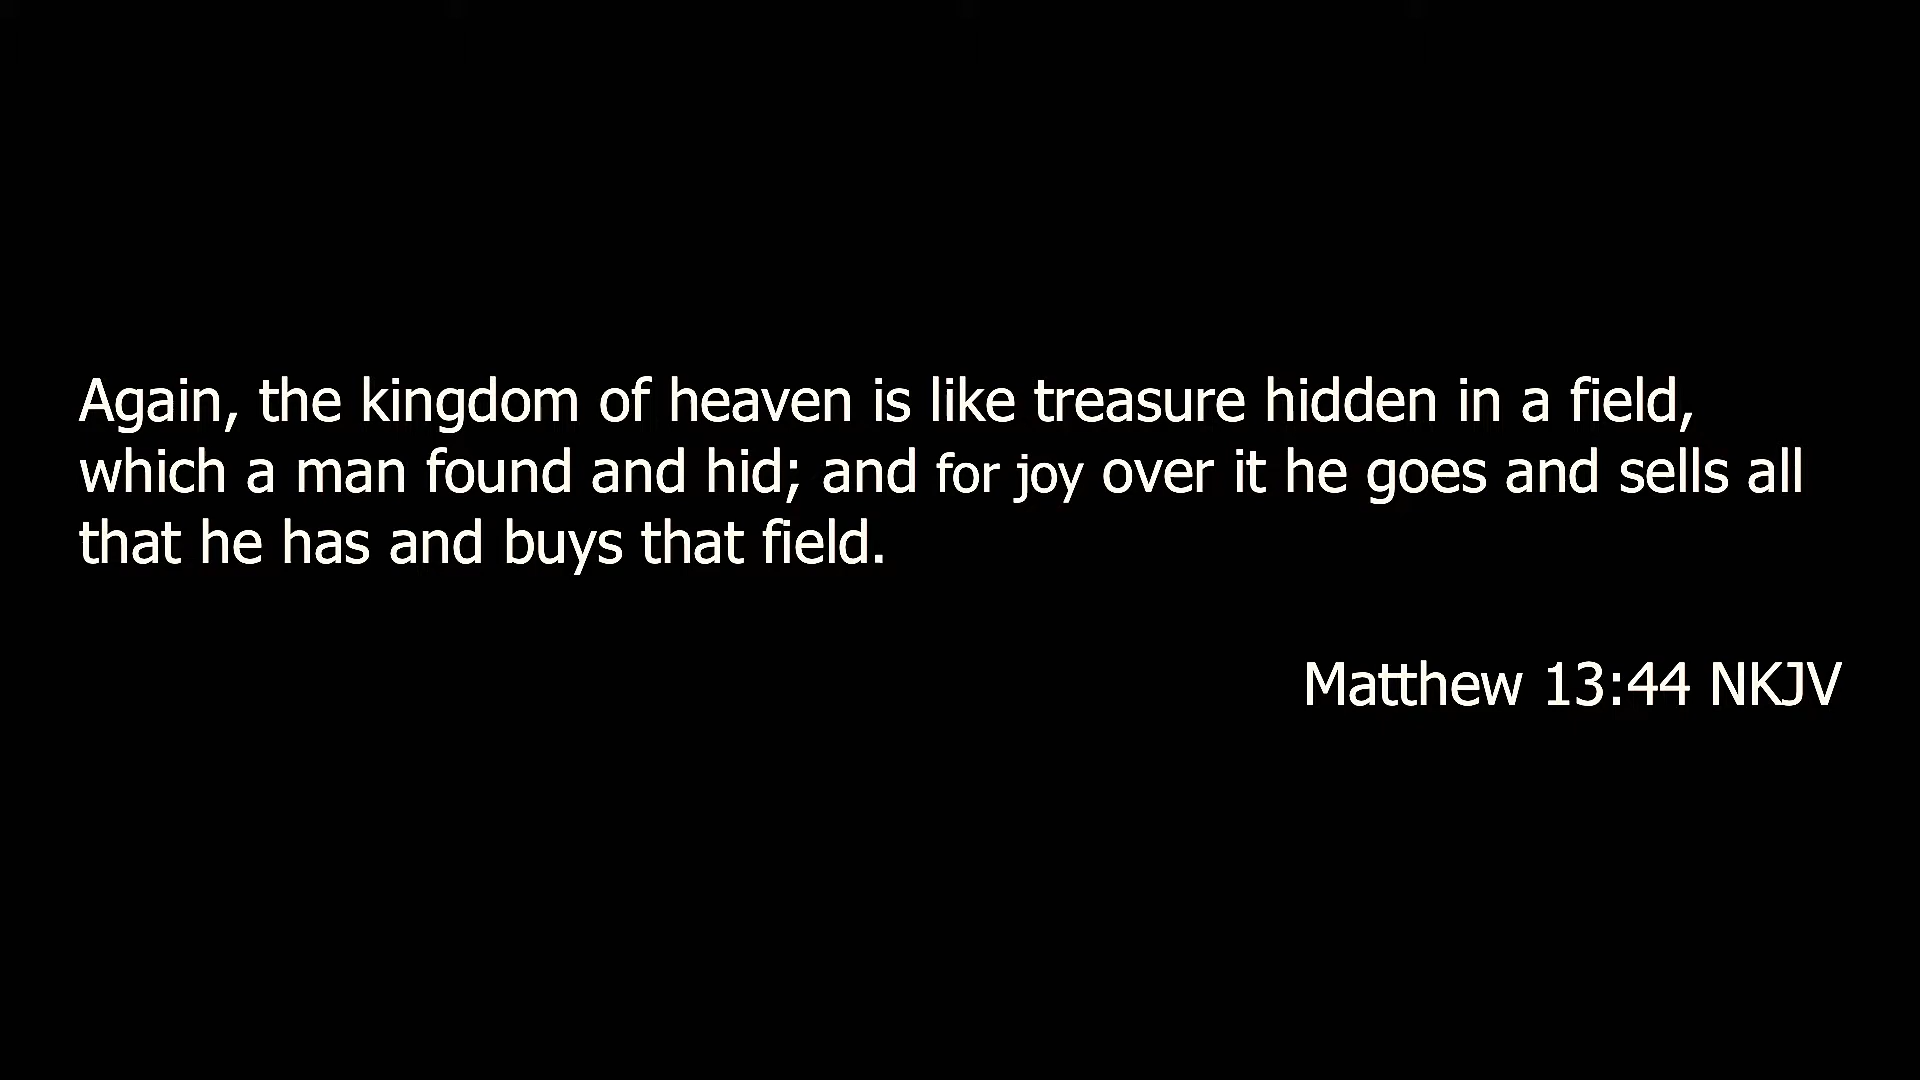 Again, the kingdom of heaven is like treasure hidden in a field,
which a man found and hid; and for joy over it he goes and sells all
that he has and buys that field.
Matthew 13:44 NKJV